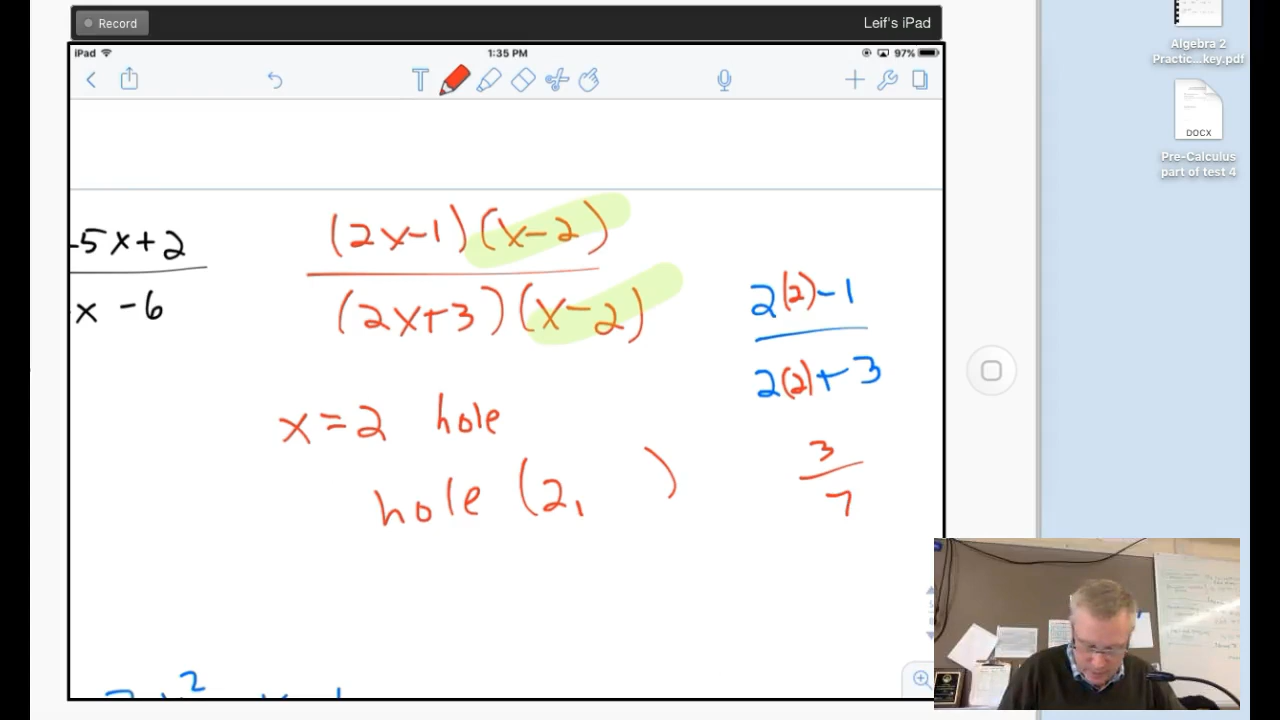 Record
Leif's iPad
iPad
1:35 PM
97%
T
Algebra 2
Practic...key.pdf
DOCX
Pre-Calculus
part of test 4
-5x+2
x - 6
(2x-1)(x-2)
(2x+3)(x-2)
2(2)-1
2(2)+3
x=2 hole
hole (2, )
3
7